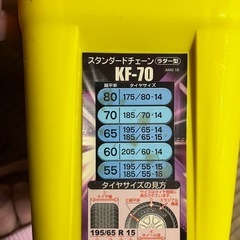 スタンダードチェーン ラダー型
KF-70
扁平率 タイヤサイズ
80 175/80-14
70 185/70-14
65 195/65-14
185/65-15
60 205/60-14
55 195/55-15
185/55-16
タイヤサイズの見方
195/65 R 15